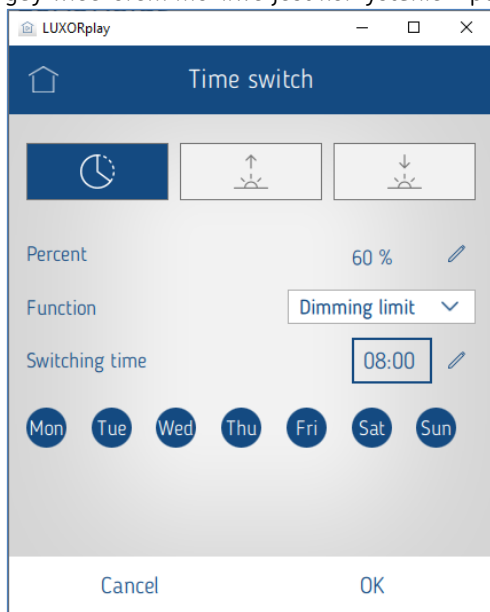 LUXORplay
Time switch
Percent 60 %
Function Dimming limit
Switching time 08:00
Mon Tue Wed Thu Fri Sat Sun
Cancel OK